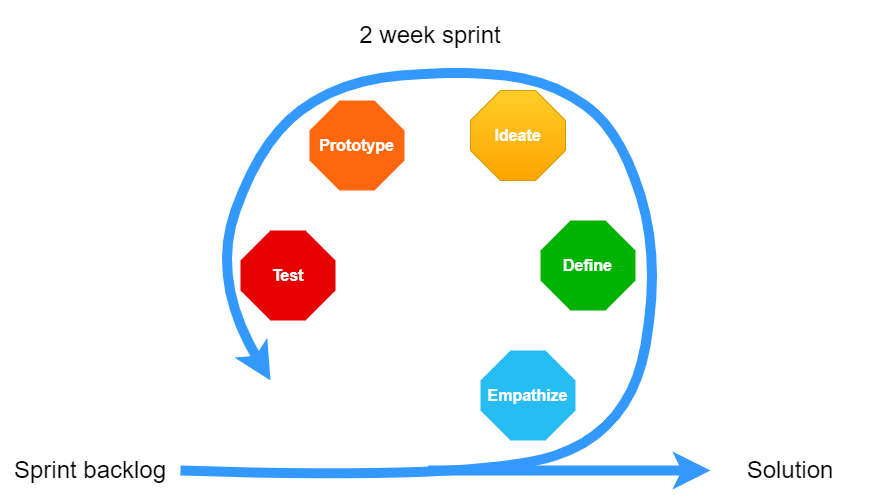 2 week sprint
Prototype
Ideate
Test
Define
Empathize
Sprint backlog
Solution